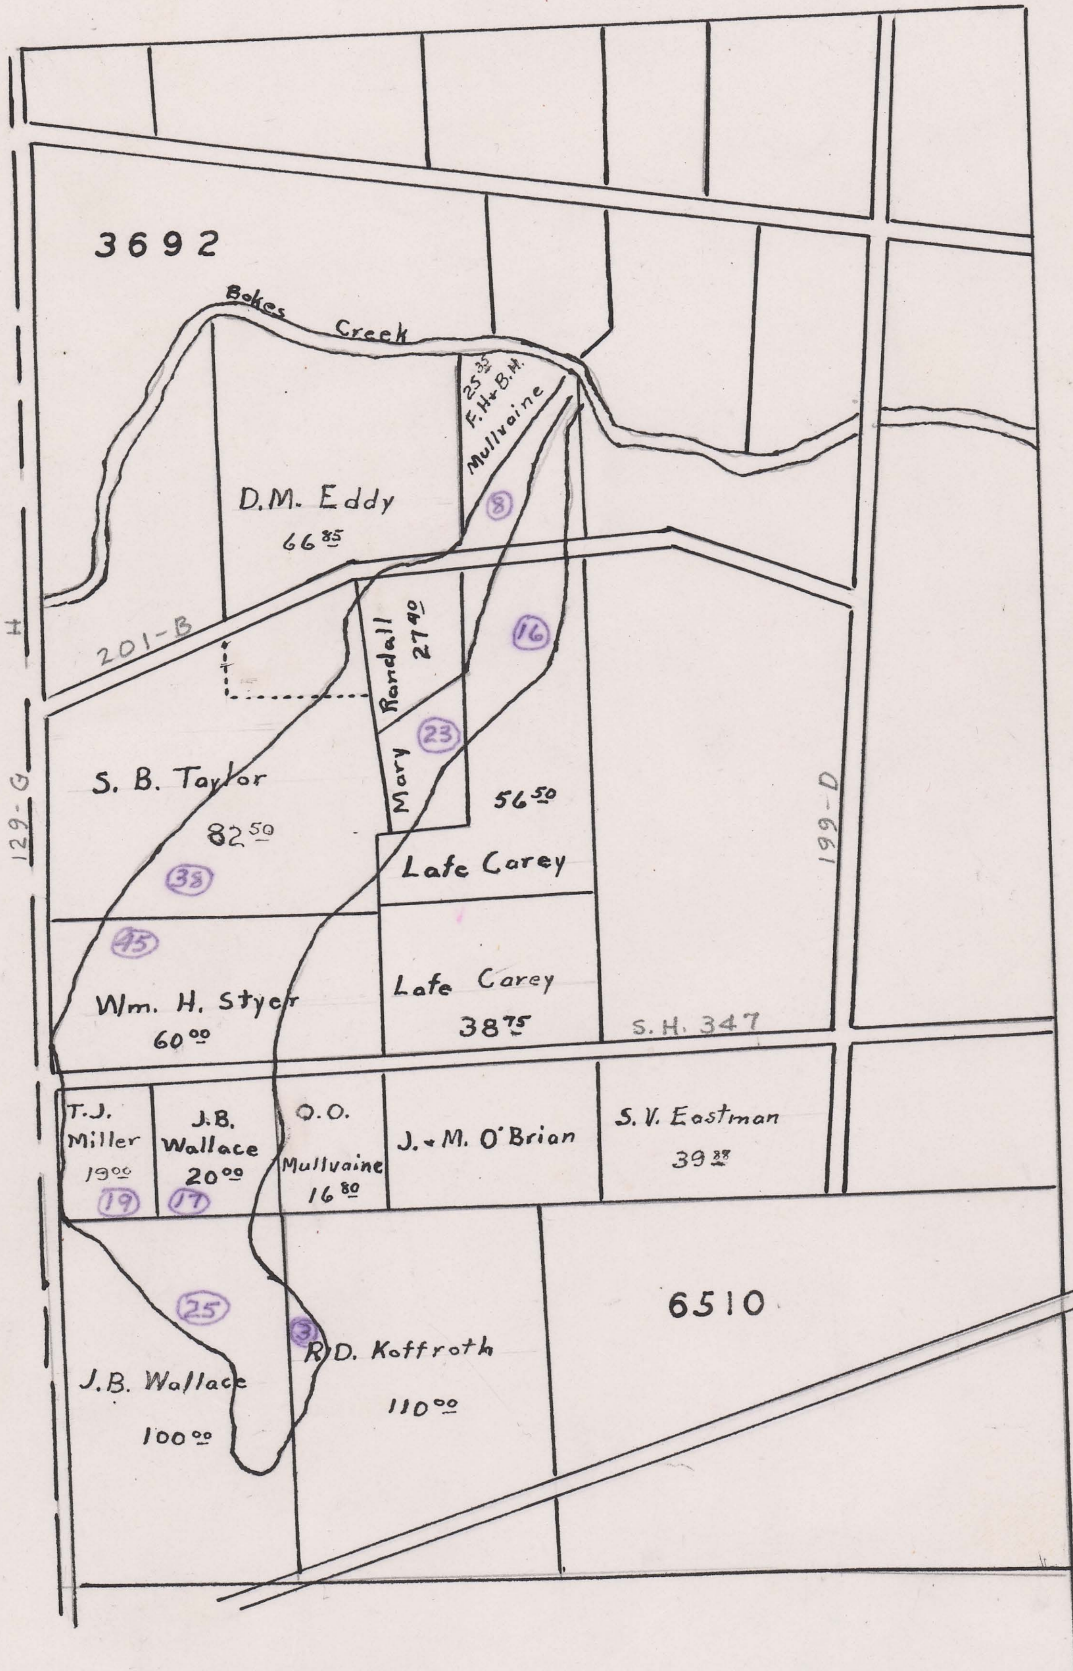 3692
Bokes Creek
25 35
F.H. & B.M.
Mullvaine
D.M. Eddy
66 85
8
H
201-B
Mary Randall
27 90
16
23
S. B. Taylor
82 50
38
129-G
199-D
56 50
Lafe Carey
45
Wm. H. Styer
60 00
Lafe Carey
38 75
S.H. 347
T.J.
Miller
19 00
19
J.B.
Wallace
20 00
17
O.O.
Mullvaine
16 80
J. & M. O'Brian
S. V. Eastman
39
25
3
6510
R.D. Koffroth
110 00
J.B. Wallace
100 00